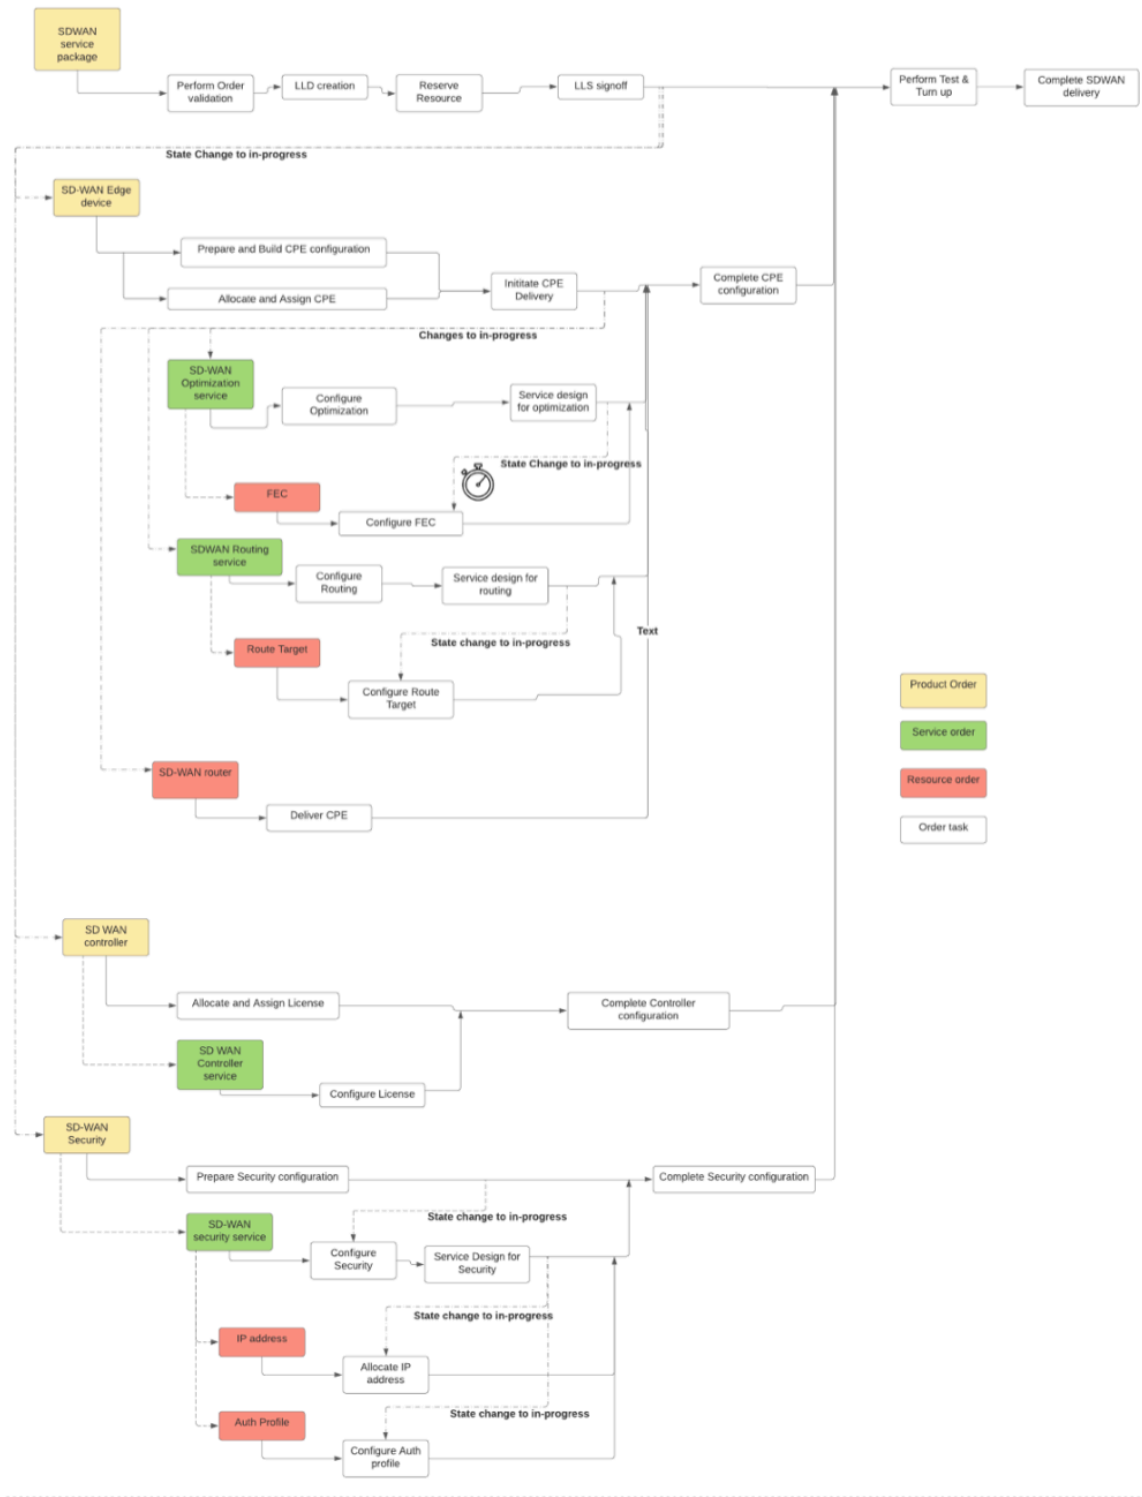 SDWAN
service
package
Perform Order
validation
LLD creation
Reserve
Resource
LLS signoff
Perform Test &
Turn up
Complete SDWAN
delivery
State Change to in-progress
SD-WAN Edge
device
Prepare and Build CPE configuration
Allocate and Assign CPE
Inititate CPE
Delivery
Complete CPE
configuration
Changes to in-progress
SD-WAN
Optimization
service
Configure
Optimization
Service design
for optimization
State Change to in-progress
FEC
Configure FEC
SDWAN Routing
service
Configure
Routing
Service design for
routing
Text
State change to in-progress
Route Target
Configure Route
Target
Product Order
Service order
Resource order
Order task
SD-WAN router
Deliver CPE
SD WAN
controller
Allocate and Assign License
Complete Controller
configuration
SD WAN
Controller
service
Configure License
SD-WAN
Security
Prepare Security configuration
Complete Security configuration
State change to in-progress
SD-WAN
security service
Configure
Security
Service Design for
Security
State change to in-progress
IP address
Allocate IP
address
State change to in-progress
Auth Profile
Configure Auth
profile